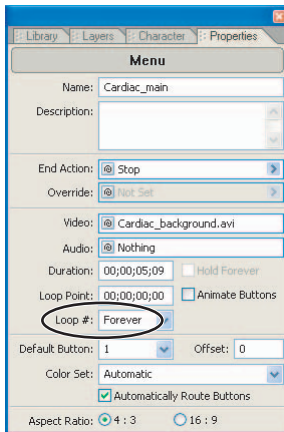 Library Layers Character Properties
Menu
Name: Cardiac_main
Description:
End Action: Stop
Override: Not Set
Video: Cardiac_background.avi
Audio: Nothing
Duration: 00;00;05;09 Hold Forever
Loop Point: 00;00;00;00 Animate Buttons
Loop #: Forever
Default Button: 1 Offset: 0
Color Set: Automatic
Automatically Route Buttons
Aspect Ratio: 4 : 3 16 : 9